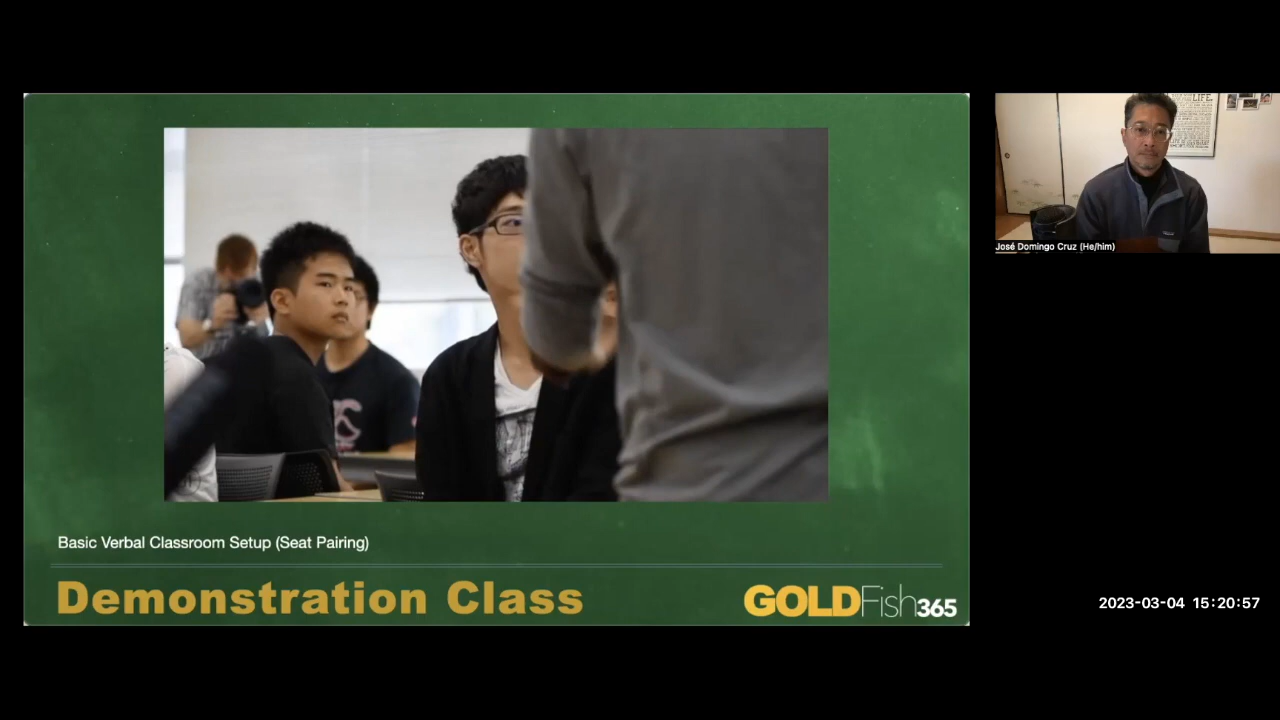 LIFE
José Domingo Cruz (He/him)
Basic Verbal Classroom Setup (Seat Pairing)
Demonstration Class
GOLDFish365
2023-03-04 15:20:57